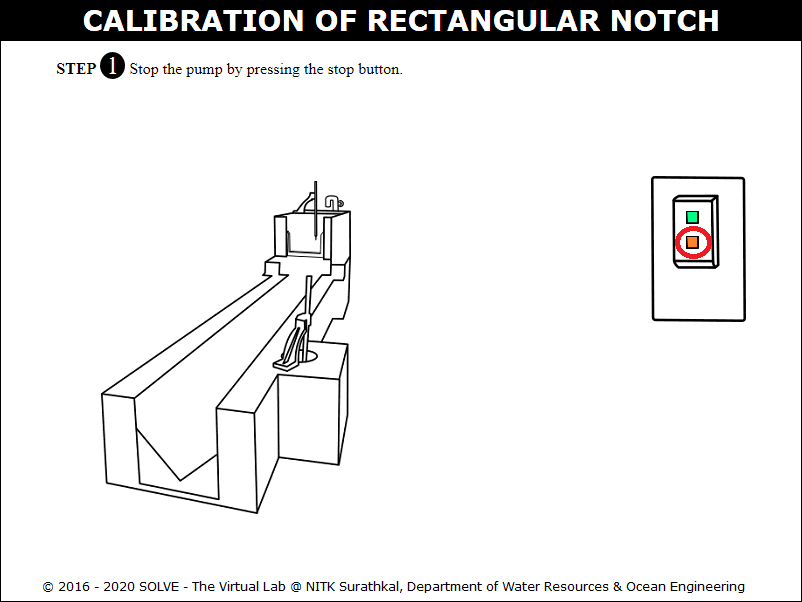 CALIBRATION OF RECTANGULAR NOTCH
STEP 1 Stop the pump by pressing the stop button.
© 2016 - 2020 SOLVE - The Virtual Lab @ NITK Surathkal, Department of Water Resources & Ocean Engineering